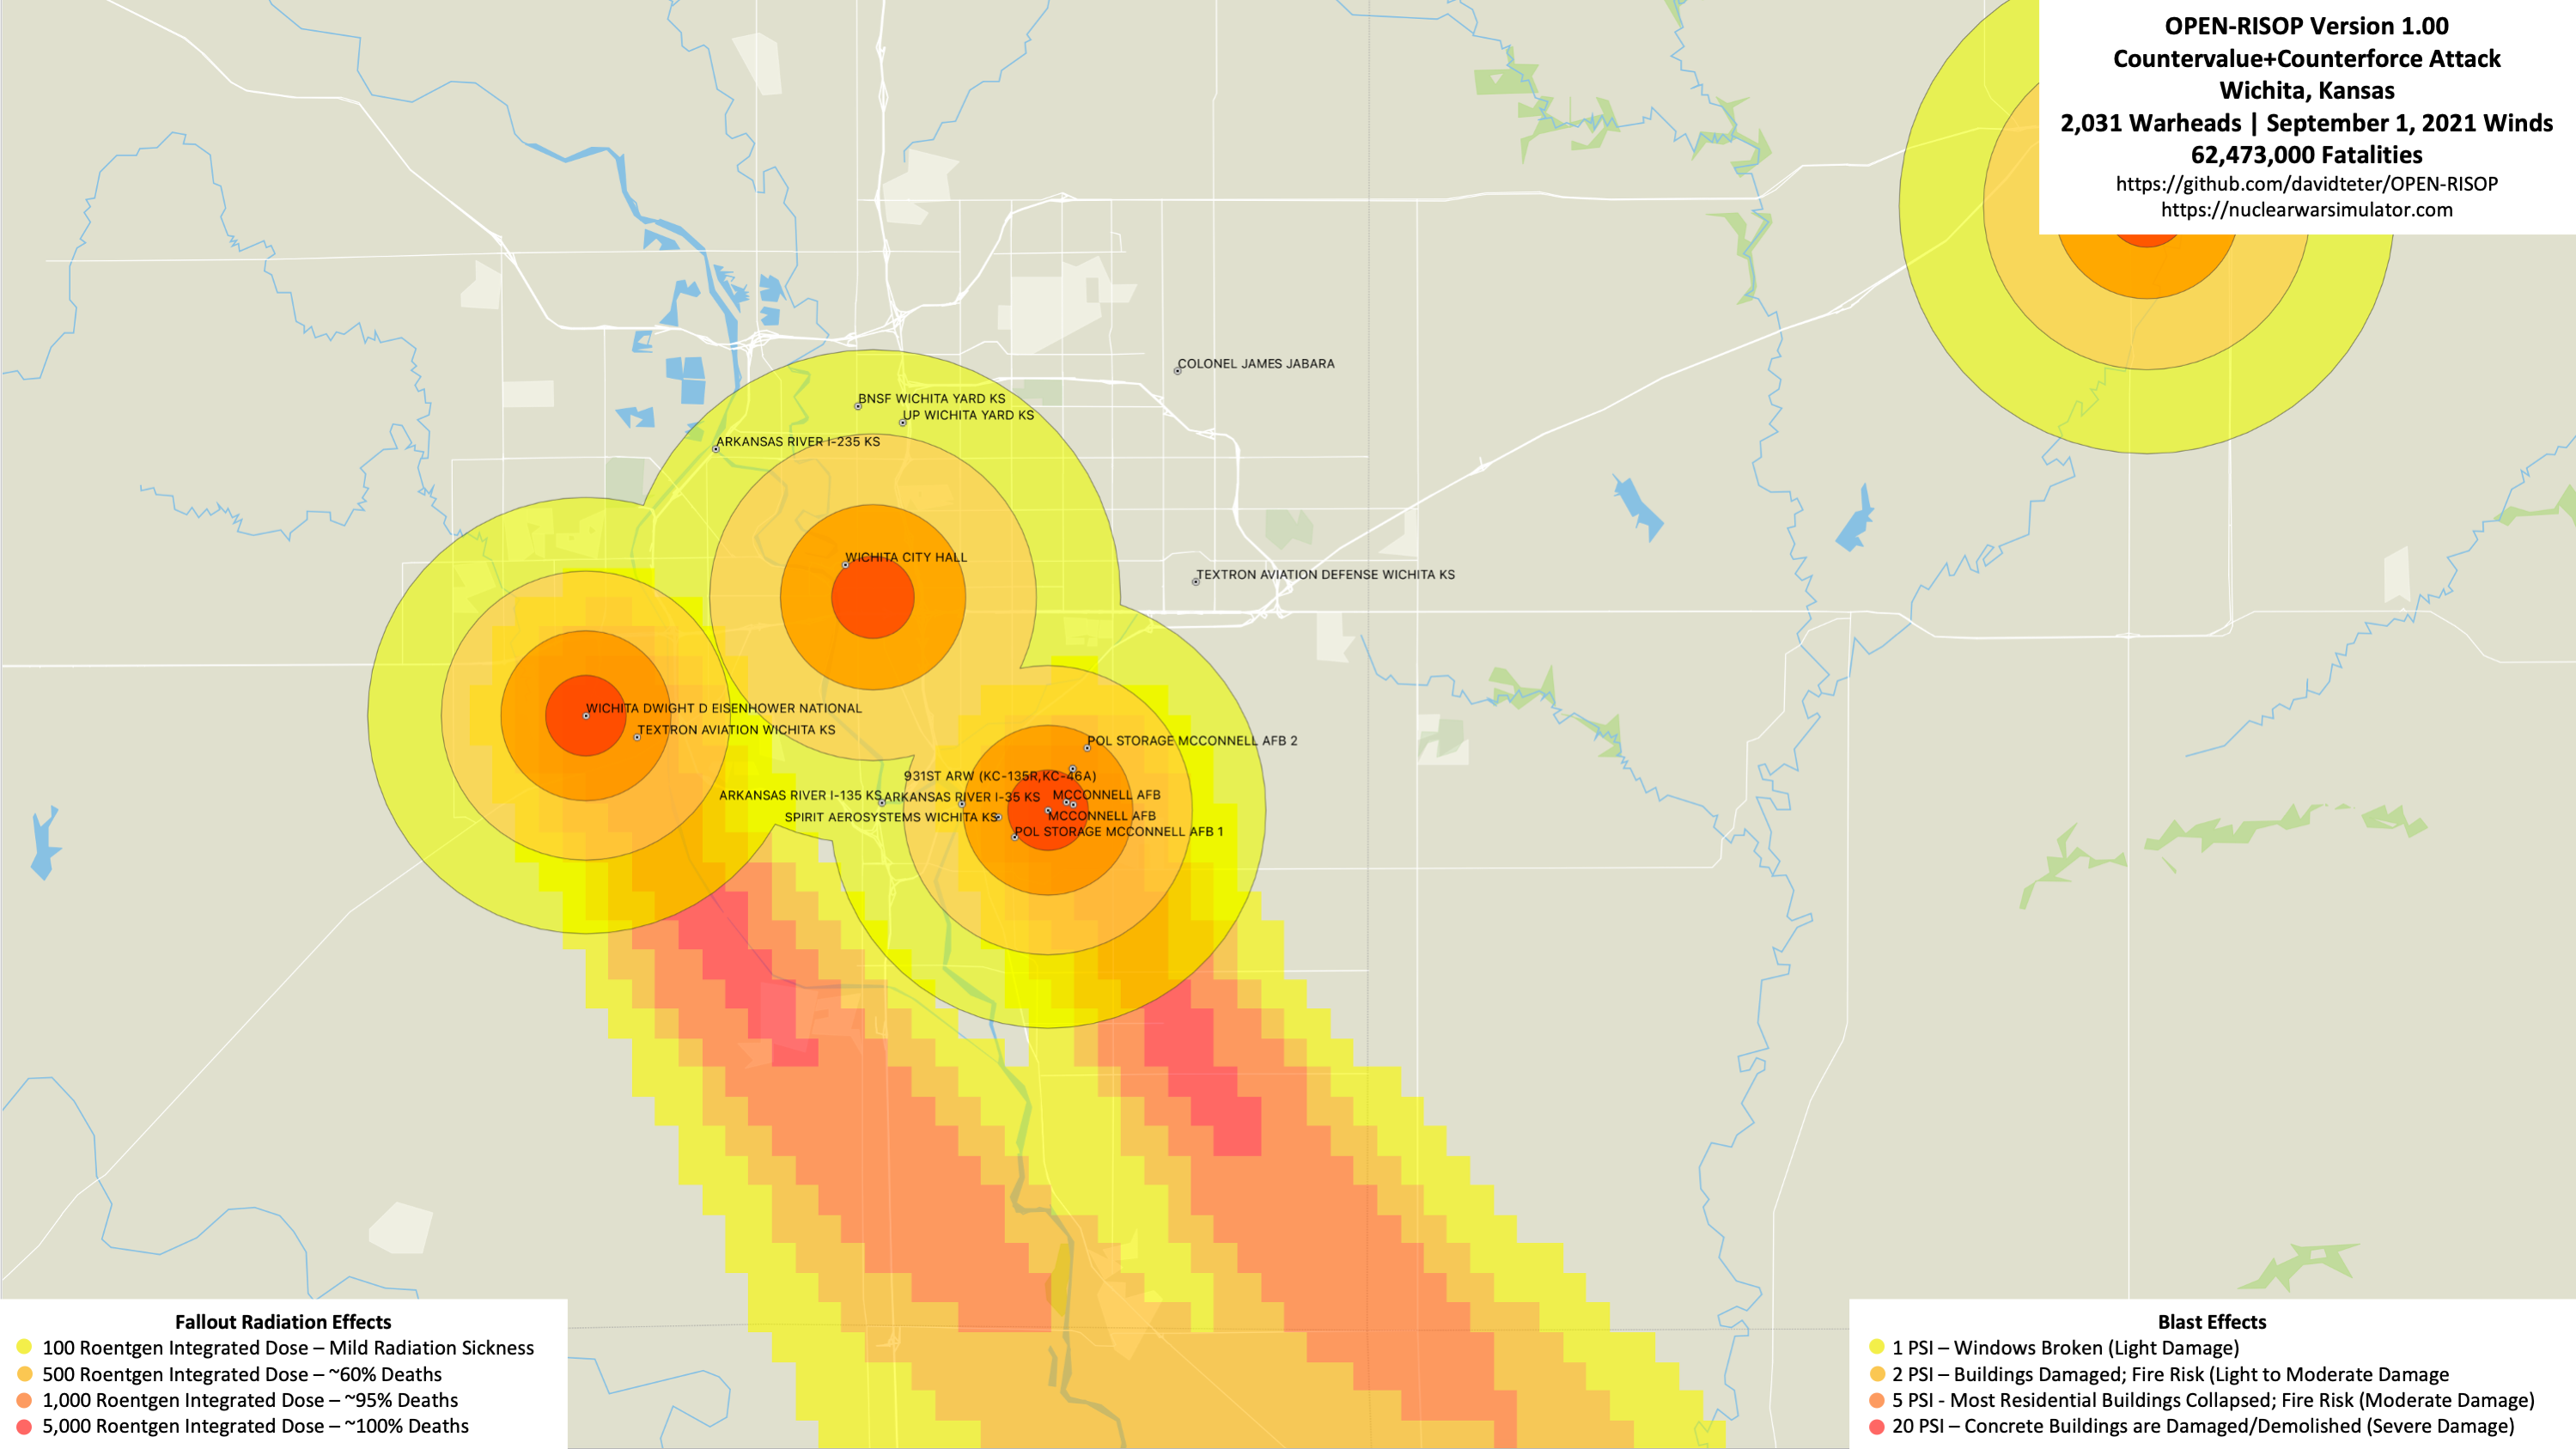 OPEN-RISOP Version 1.00
Countervalue+Counterforce Attack
Wichita, Kansas
2,031 Warheads | September 1, 2021 Winds
62,473,000 Fatalities
https://github.com/davidteter/OPEN-RISOP
https://nuclearwarsimulator.com
COLONEL JAMES JABARA
BNSF WICHITA YARD KS
UP WICHITA YARD KS
ARKANSAS RIVER I-235 KS
WICHITA CITY HALL
TEXTRON AVIATION DEFENSE WICHITA KS
WICHITA DWIGHT D EISENHOWER NATIONAL
TEXTRON AVIATION WICHITA KS
POL STORAGE MCCONNELL AFB 2
931ST ARW (KC-135R,KC-46A)
ARKANSAS RIVER I-135 KS
ARKANSAS RIVER I-35 KS
MCCONNELL AFB
SPIRIT AEROSYSTEMS WICHITA KS
MCCONNELL AFB
POL STORAGE MCCONNELL AFB 1
Fallout Radiation Effects
100 Roentgen Integrated Dose – Mild Radiation Sickness
500 Roentgen Integrated Dose – ~60% Deaths
1,000 Roentgen Integrated Dose – ~95% Deaths
5,000 Roentgen Integrated Dose – ~100% Deaths
Blast Effects
1 PSI – Windows Broken (Light Damage)
2 PSI – Buildings Damaged; Fire Risk (Light to Moderate Damage
5 PSI - Most Residential Buildings Collapsed; Fire Risk (Moderate Damage)
20 PSI – Concrete Buildings are Damaged/Demolished (Severe Damage)